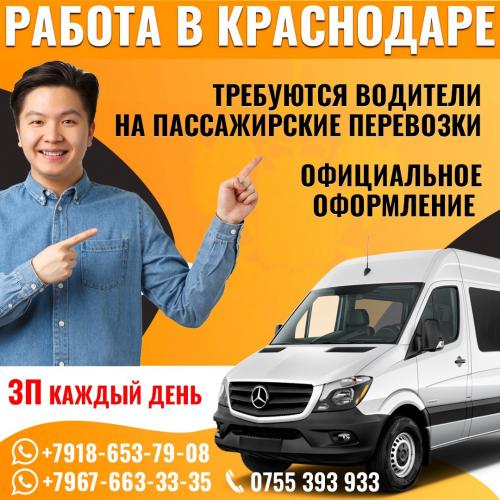 РАБОТА В КРАСНОДАРЕ
ТРЕБУЮТСЯ ВОДИТЕЛИ
НА ПАССАЖИРСКИЕ ПЕРЕВОЗКИ
ОФИЦИАЛЬНОЕ
ОФОРМЛЕНИЕ
ЗП КАЖДЫЙ ДЕНЬ
+7918-653-79-08
+7967-663-33-35 0755 393 933